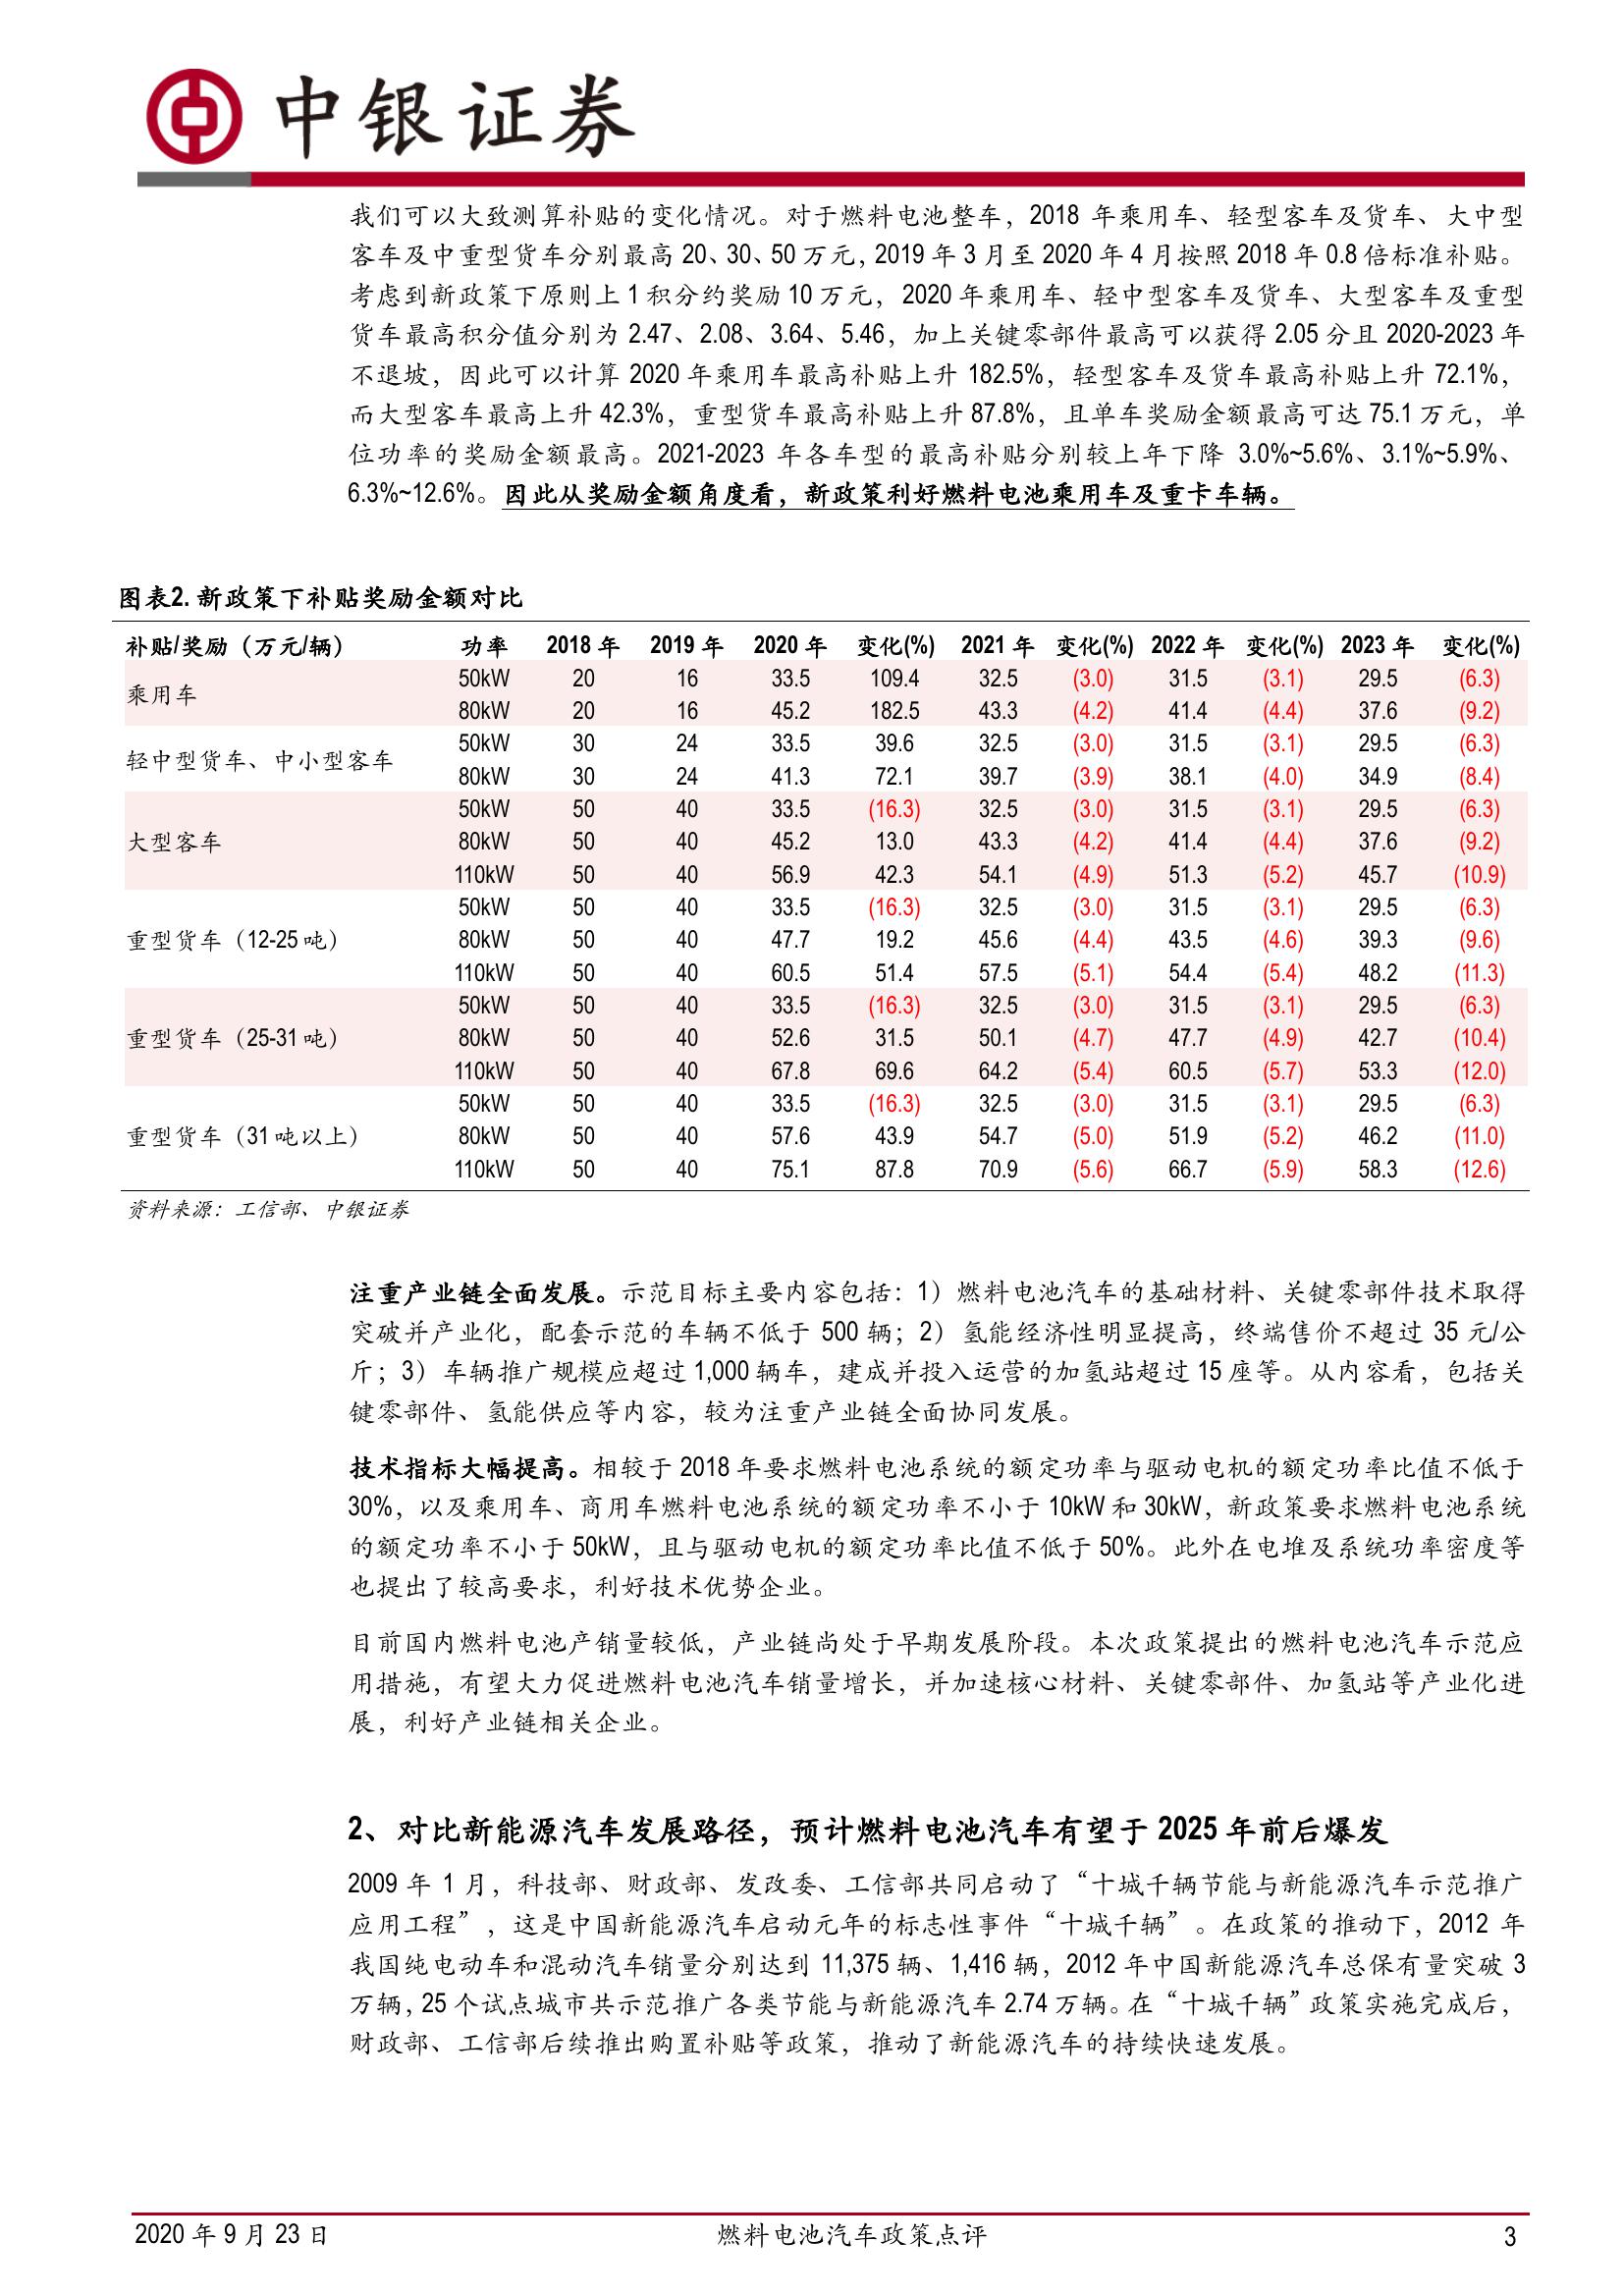 中银证券
我们可以大致测算补贴的变化情况。对于燃料电池整车，2018 年乘用车、轻型客车及货车、大中型
客车及中重型货车分别最高 20、30、50 万元，2019 年 3 月至 2020 年 4 月按照 2018 年 0.8 倍标准补贴。
考虑到新政策下原则上 1 积分约奖励 10 万元，2020 年乘用车、轻中型客车及货车、大型客车及重型
货车最高积分值分别为 2.47、2.08、3.64、5.46，加上关键零部件最高可以获得 2.05 分且 2020-2023 年
不退坡，因此可以计算 2020 年乘用车最高补贴上升 182.5%，轻型客车及货车最高补贴上升 72.1%，
而大型客车最高上升 42.3%，重型货车最高补贴上升 87.8%，且单车奖励金额最高可达 75.1 万元，单
位功率的奖励金额最高。2021-2023 年各车型的最高补贴分别较上年下降 3.0%~5.6%、3.1%~5.9%、
6.3%~12.6%。因此从奖励金额角度看，新政策利好燃料电池乘用车及重卡车辆。
图表2. 新政策下补贴奖励金额对比
补贴/奖励（万元/辆） 功率 2018 年 2019 年 2020 年 变化(%) 2021 年 变化(%) 2022 年 变化(%) 2023 年 变化(%)
乘用车 50kW 20 16 33.5 109.4 32.5 (3.0) 31.5 (3.1) 29.5 (6.3)
80kW 20 16 45.2 182.5 43.3 (4.2) 41.4 (4.4) 37.6 (9.2)
轻中型货车、中小型客车 50kW 30 24 33.5 39.6 32.5 (3.0) 31.5 (3.1) 29.5 (6.3)
80kW 30 24 41.3 72.1 39.7 (3.9) 38.1 (4.0) 34.9 (8.4)
50kW 50 40 33.5 (16.3) 32.5 (3.0) 31.5 (3.1) 29.5 (6.3)
大型客车 80kW 50 40 45.2 13.0 43.3 (4.2) 41.4 (4.4) 37.6 (9.2)
110kW 50 40 56.9 42.3 54.1 (4.9) 51.3 (5.2) 45.7 (10.9)
50kW 50 40 33.5 (16.3) 32.5 (3.0) 31.5 (3.1) 29.5 (6.3)
重型货车（12-25 吨） 80kW 50 40 47.7 19.2 45.6 (4.4) 43.5 (4.6) 39.3 (9.6)
110kW 50 40 60.5 51.4 57.5 (5.1) 54.4 (5.4) 48.2 (11.3)
50kW 50 40 33.5 (16.3) 32.5 (3.0) 31.5 (3.1) 29.5 (6.3)
重型货车（25-31 吨） 80kW 50 40 52.6 31.5 50.1 (4.7) 47.7 (4.9) 42.7 (10.4)
110kW 50 40 67.8 69.6 64.2 (5.4) 60.5 (5.7) 53.3 (12.0)
50kW 50 40 33.5 (16.3) 32.5 (3.0) 31.5 (3.1) 29.5 (6.3)
重型货车（31 吨以上） 80kW 50 40 57.6 43.9 54.7 (5.0) 51.9 (5.2) 46.2 (11.0)
110kW 50 40 75.1 87.8 70.9 (5.6) 66.7 (5.9) 58.3 (12.6)
资料来源：工信部、中银证券
注重产业链全面发展。示范目标主要内容包括：1）燃料电池汽车的基础材料、关键零部件技术取得
突破并产业化，配套示范的车辆不低于 500 辆；2）氢能经济性明显提高，终端售价不超过 35 元/公
斤；3）车辆推广规模应超过 1,000 辆车，建成并投入运营的加氢站超过 15 座等。从内容看，包括关
键零部件、氢能供应等内容，较为注重产业链全面协同发展。
技术指标大幅提高。相较于 2018 年要求燃料电池系统的额定功率与驱动电机的额定功率比值不低于
30%，以及乘用车、商用车燃料电池系统的额定功率不小于 10kW 和 30kW，新政策要求燃料电池系统
的额定功率不小于 50kW，且与驱动电机的额定功率比值不低于 50%。此外在电堆及系统功率密度等
也提出了较高要求，利好技术优势企业。
目前国内燃料电池产销量较低，产业链尚处于早期发展阶段。本次政策提出的燃料电池汽车示范应
用措施，有望大力促进燃料电池汽车销量增长，并加速核心材料、关键零部件、加氢站等产业化进
展，利好产业链相关企业。
2、对比新能源汽车发展路径，预计燃料电池汽车有望于 2025 年前后爆发
2009 年 1 月，科技部、财政部、发改委、工信部共同启动了“十城千辆节能与新能源汽车示范推广
应用工程”，这是中国新能源汽车启动元年的标志性事件“十城千辆”。在政策的推动下，2012 年
我国纯电动车和混动汽车销量分别达到 11,375 辆、1,416 辆，2012 年中国新能源汽车总保有量突破 3
万辆，25 个试点城市共示范推广各类节能与新能源汽车 2.74 万辆。在“十城千辆”政策实施完成后，
财政部、工信部后续推出购置补贴等政策，推动了新能源汽车的持续快速发展。
2020 年 9 月 23 日 燃料电池汽车政策点评 3